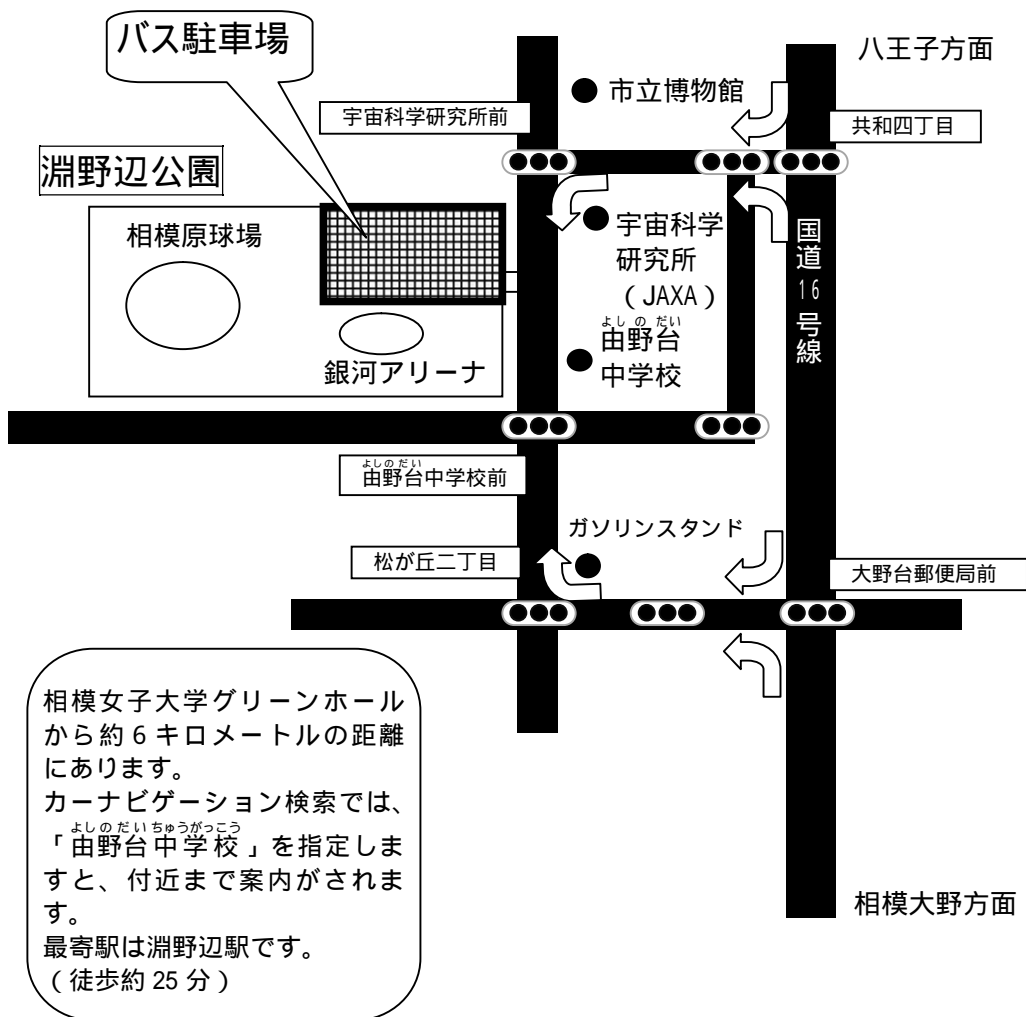 バス駐車場
八王子方面
市立博物館
宇宙科学研究所前
共和四丁目
淵野辺公園
相模原球場
宇宙科学
研究所
（JAXA）
国道16号線
よしのだい
由野台
中学校
銀河アリーナ
よしのだい
由野台中学校前
ガソリンスタンド
松が丘二丁目
大野台郵便局前
相模女子大学グリーンホール
から約6キロメートルの距離
にあります。
カーナビゲーション検索では、
よしのだいちゅうがっこう
「由野台中学校」を指定しま
すと、付近まで案内がされま
す。
最寄駅は淵野辺駅です。
（徒歩約25分）
相模大野方面